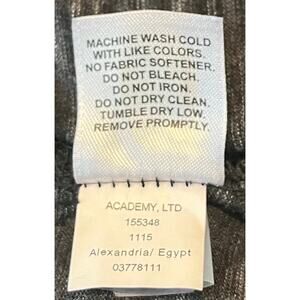 MACHINE WASH COLD
WITH LIKE COLORS.
NO FABRIC SOFTENER.
DO NOT BLEACH.
DO NOT IRON.
DO NOT DRY CLEAN.
TUMBLE DRY LOW.
REMOVE PROMPTLY.
ACADEMY, LTD
155348
1115
Alexandria/ Egypt
03778111